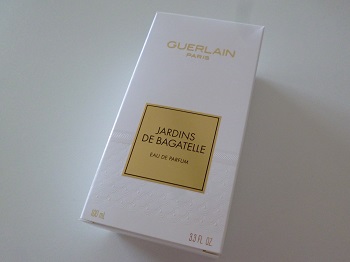 GUERLAIN
PARIS
JARDINS
DE BAGATELLE
EAU DE PARFUM
100 ml
3.3 FL. OZ.